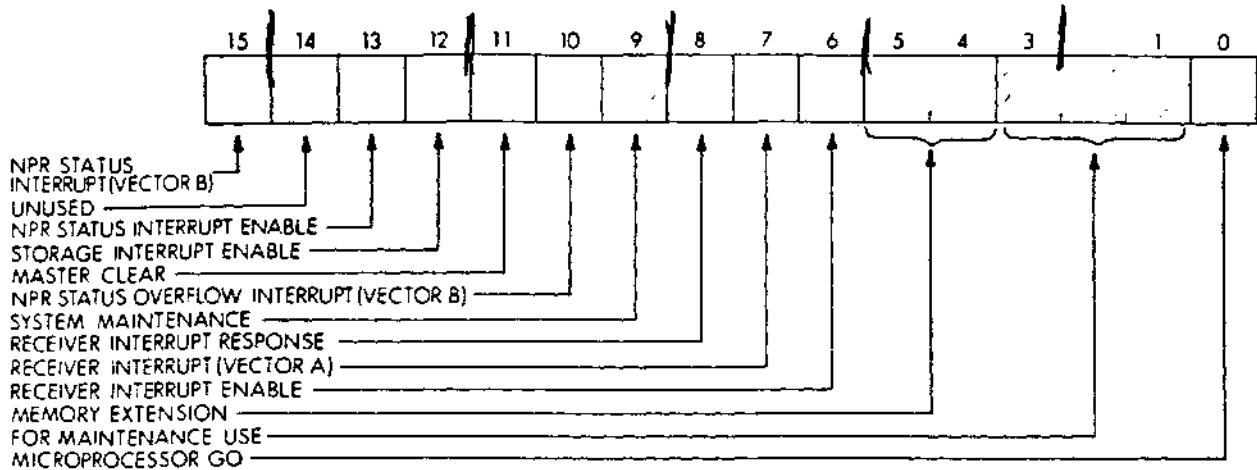 15 14 13 12 11 10 9 8 7 6 5 4 3 1 0
NPR STATUS
INTERRUPT (VECTOR B)
UNUSED
NPR STATUS INTERRUPT ENABLE
STORAGE INTERRUPT ENABLE
MASTER CLEAR
NPR STATUS OVERFLOW INTERRUPT (VECTOR B)
SYSTEM MAINTENANCE
RECEIVER INTERRUPT RESPONSE
RECEIVER INTERRUPT (VECTOR A)
RECEIVER INTERRUPT ENABLE
MEMORY EXTENSION
FOR MAINTENANCE USE
MICROPROCESSOR GO